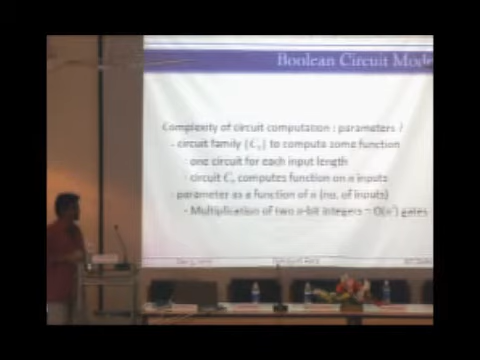 Boolean Circuit Mod
Complexity of circuit computation : parameters ?
- circuit family {Cₙ} to compute some function
- one circuit for each input length
- circuit Cₙ computes function on n inputs
- parameter as a function of n (no. of inputs)
- Multiplication of two n-bit integers – O(n²) gates